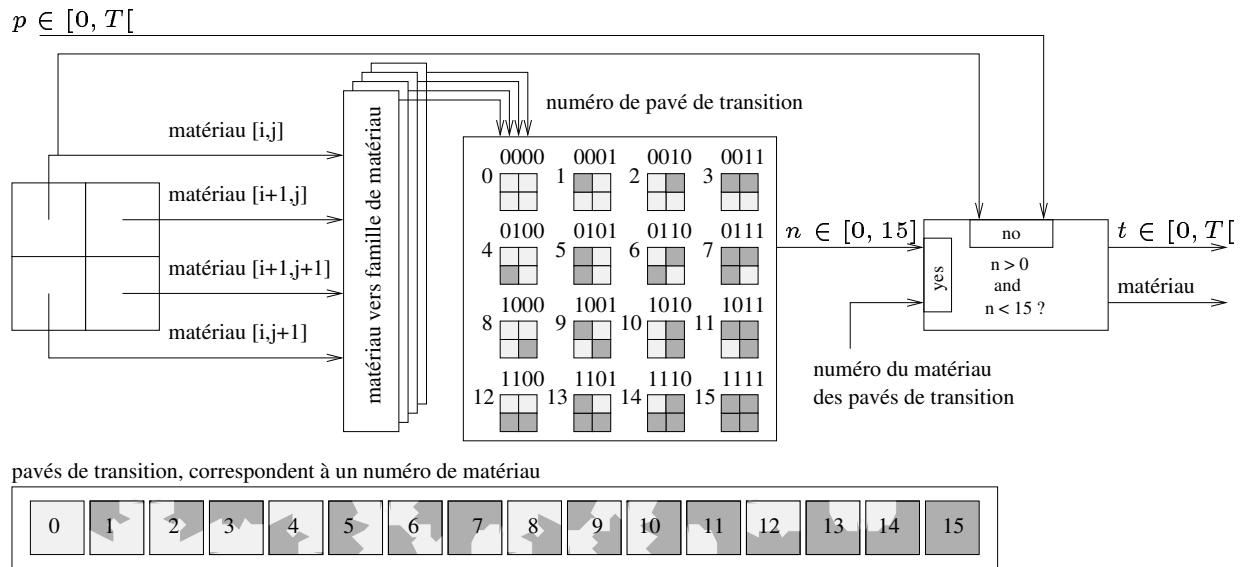 p ∈ [0, T[
numéro de pavé de transition
matériau [i,j]
matériau [i+1,j]
matériau [i+1,j+1]
matériau [i,j+1]
matériau vers famille de matériau
0000 0001 0010 0011
0 1 2 3
0100 0101 0110 0111
4 5 6 7
1000 1001 1010 1011
8 9 10 11
1100 1101 1110 1111
12 13 14 15
n ∈ [0, 15]
no
yes
n > 0
and
n < 15 ?
t ∈ [0, T[
matériau
numéro du matériau
des pavés de transition
pavés de transition, correspondent à un numéro de matériau
0 1 2 3 4 5 6 7 8 9 10 11 12 13 14 15